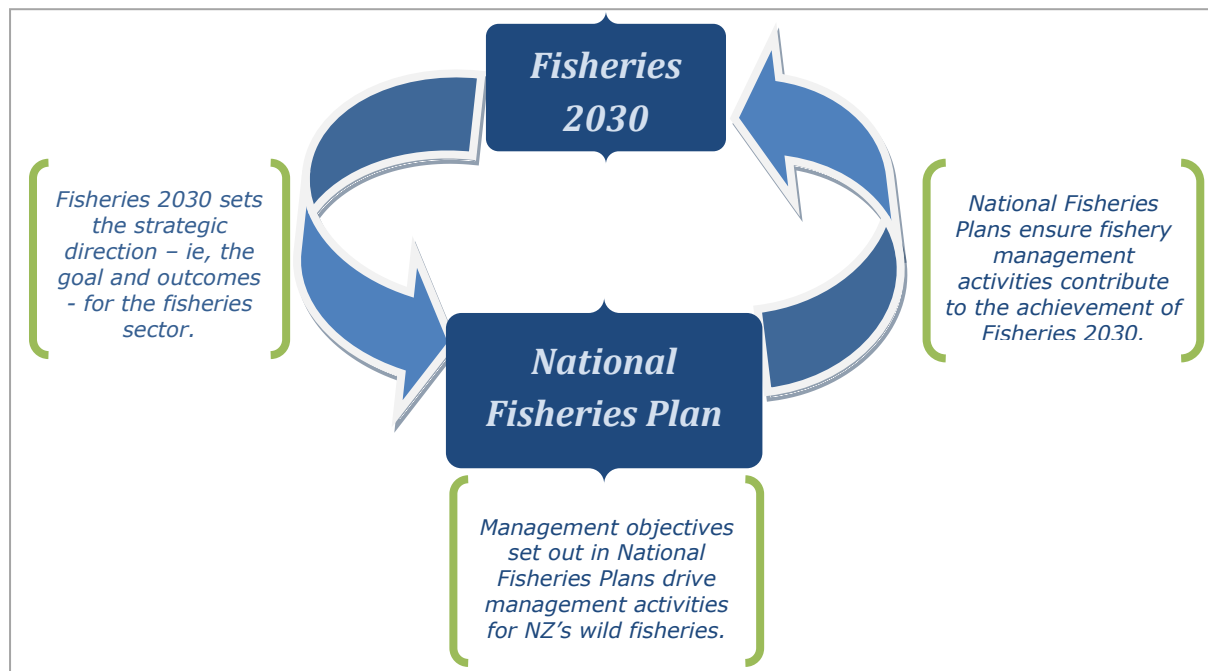 Fisheries
2030
Fisheries 2030 sets
the strategic
direction – ie, the
goal and outcomes
- for the fisheries
sector.
National Fisheries
Plans ensure fishery
management
activities contribute
to the achievement of
Fisheries 2030.
National
Fisheries Plan
Management objectives
set out in National
Fisheries Plans drive
management activities
for NZ's wild fisheries.